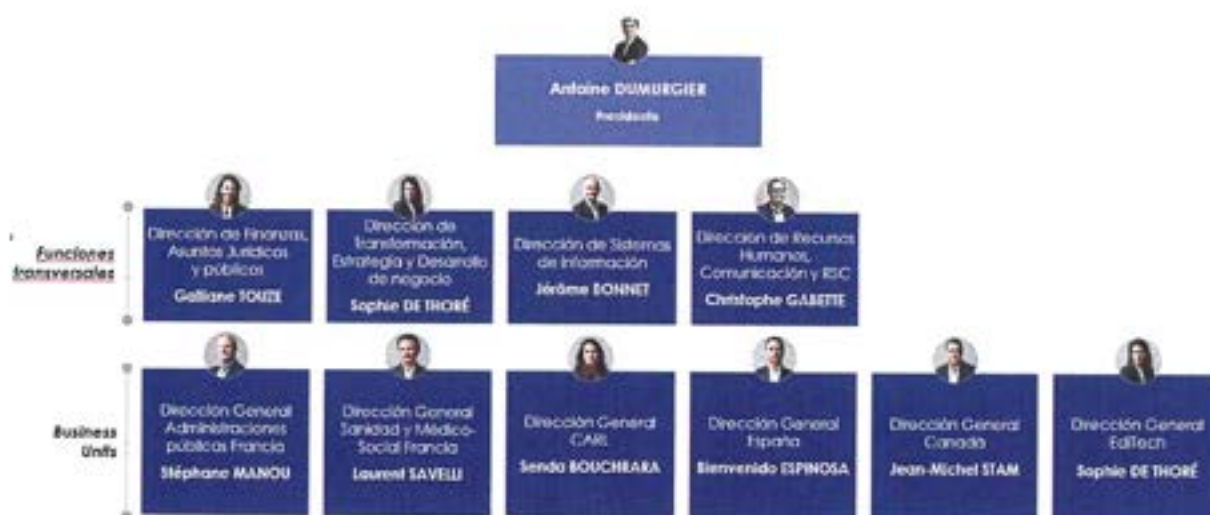 Antoine DUMURGIER
Presidente
Funciones
transversales
Dirección de Finanzas,
Asuntos Jurídicos
y públicos
Galliane TOUZE
Dirección de
Transformación,
Estrategia y Desarrollo
de negocio
Sophie DE THORÉ
Dirección de Sistemas
de Información
Jérôme BONNET
Dirección de Recursos
Humanos,
Comunicación y RSC
Christophe GABETTE
Business
Units
Dirección General
Administraciones
públicas Francia
Stéphane MANOU
Dirección General
Sanidad y Médico-
Social Francia
Laurent SAVELLI
Dirección General
CARL
Senda BOUCHRARA
Dirección General
España
Bienvenido ESPINOSA
Dirección General
Canadá
Jean-Michel STAM
Dirección General
EdiTech
Sophie DE THORÉ